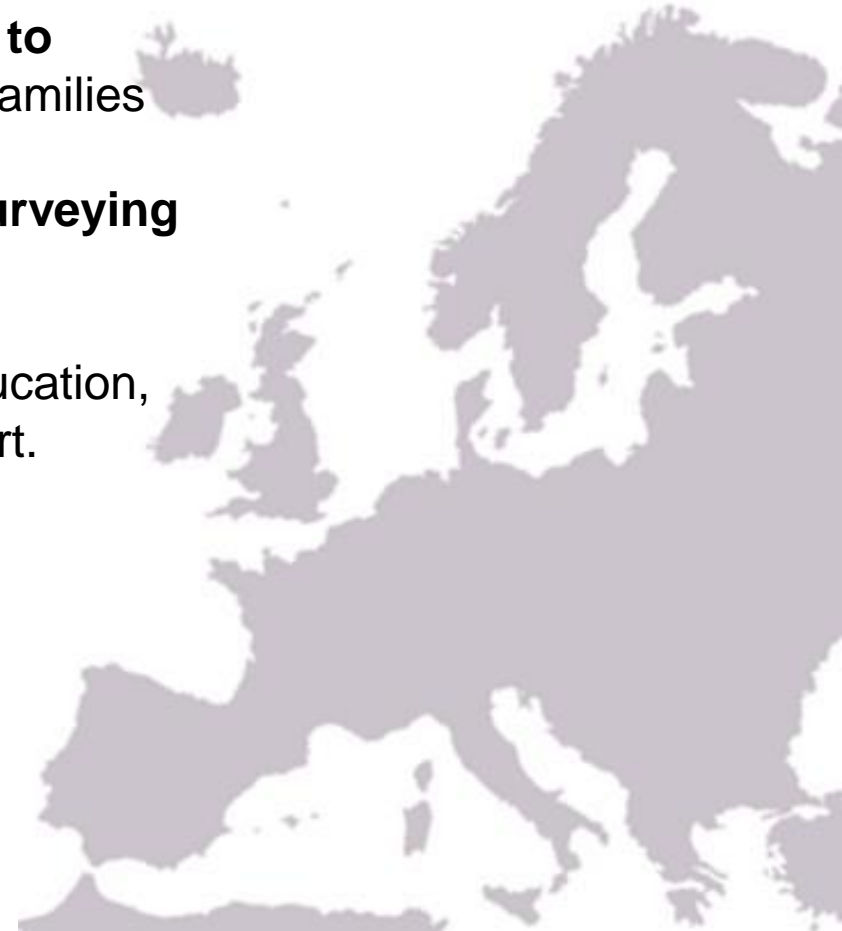 to
amilies
urveying
ucation,
rt.